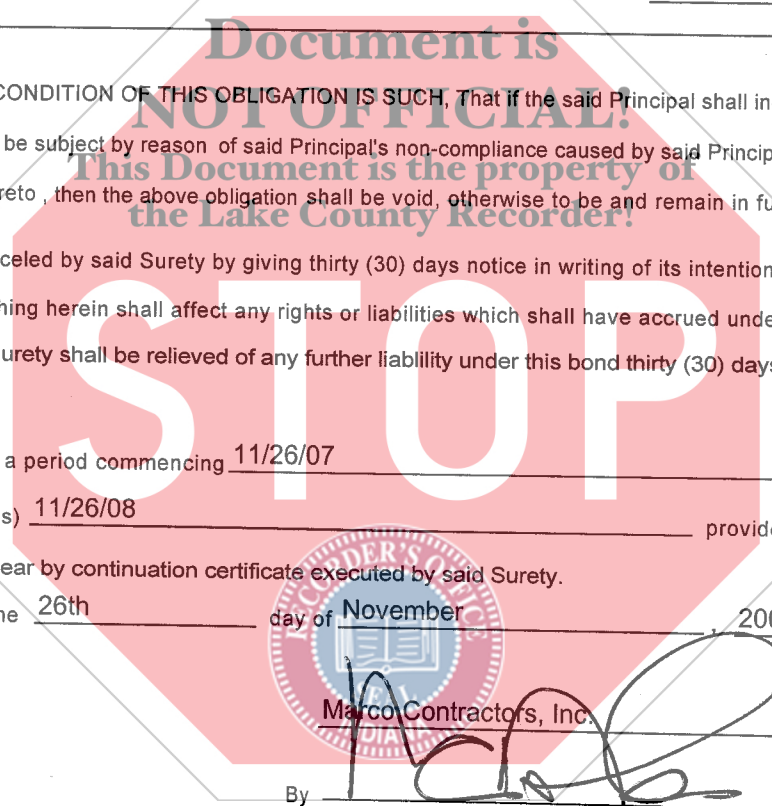 Document is
CONDITION OF THIS OBLIGATION IS SUCH, That if the said Principal shall in
NOT OFFICIAL!
be subject by reason of said Principal's non-compliance caused by said Princip
This Document is the property of
reto , then the above obligation shall be void, otherwise to be and remain in fu
the Lake County Recorder!
celed by said Surety by giving thirty (30) days notice in writing of its intention
hing herein shall affect any rights or liabilities which shall have accrued unde
urety shall be relieved of any further liablility under this bond thirty (30) days
STOP
a period commencing 11/26/07
s) 11/26/08 provide
ear by continuation certificate executed by said Surety.
ne 26th day of November , 200
RECORDER'S OFFICE
SEAL
INDIANA
Marco Contractors, Inc.
By